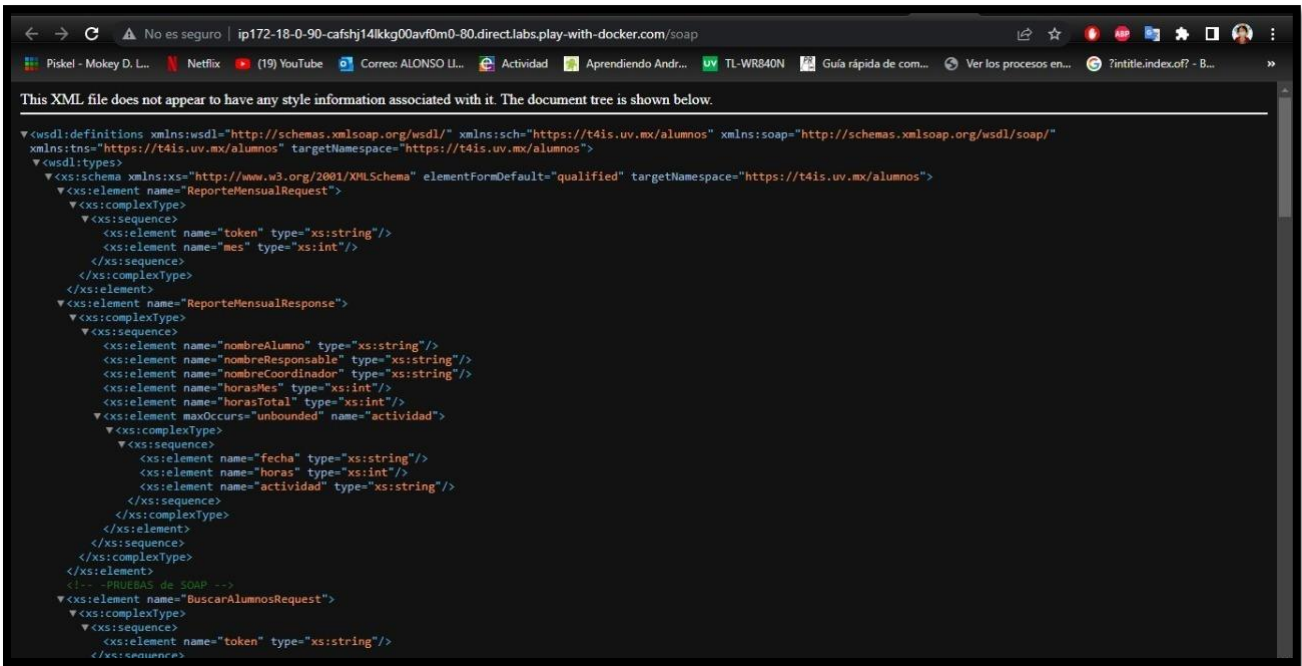 No es seguro | ip172-18-0-90-cafshj14lkkg00avf0m0-80.direct.labs.play-with-docker.com/soap
Piskel - Mokey D. L... Netflix (19) YouTube Correo: ALONSO LI... Actividad Aprendiendo Andr... UV TL-WR840N Guía rápida de com... Ver los procesos en... ?intitle.index.of? - B... »
This XML file does not appear to have any style information associated with it. The document tree is shown below.
▼<wsdl:definitions xmlns:wsdl="http://schemas.xmlsoap.org/wsdl/" xmlns:sch="https://t4is.uv.mx/alumnos" xmlns:soap="http://schemas.xmlsoap.org/wsdl/soap/"
xmlns:tns="https://t4is.uv.mx/alumnos" targetNamespace="https://t4is.uv.mx/alumnos">
▼<wsdl:types>
▼<xs:schema xmlns:xs="http://www.w3.org/2001/XMLSchema" elementFormDefault="qualified" targetNamespace="https://t4is.uv.mx/alumnos">
▼<xs:element name="ReporteMensualRequest">
▼<xs:complexType>
▼<xs:sequence>
<xs:element name="token" type="xs:string"/>
<xs:element name="mes" type="xs:int"/>
</xs:sequence>
</xs:complexType>
</xs:element>
▼<xs:element name="ReporteMensualResponse">
▼<xs:complexType>
▼<xs:sequence>
<xs:element name="nombreAlumno" type="xs:string"/>
<xs:element name="nombreResponsable" type="xs:string"/>
<xs:element name="nombreCoordinador" type="xs:string"/>
<xs:element name="horasMes" type="xs:int"/>
<xs:element name="horasTotal" type="xs:int"/>
▼<xs:element maxOccurs="unbounded" name="actividad">
▼<xs:complexType>
▼<xs:sequence>
<xs:element name="fecha" type="xs:string"/>
<xs:element name="horas" type="xs:int"/>
<xs:element name="actividad" type="xs:string"/>
</xs:sequence>
</xs:complexType>
</xs:element>
</xs:sequence>
</xs:complexType>
</xs:element>
<!-- -PRUEBAS de SOAP -->
▼<xs:element name="BuscarAlumnosRequest">
▼<xs:complexType>
▼<xs:sequence>
<xs:element name="token" type="xs:string"/>
</xs:sequence>